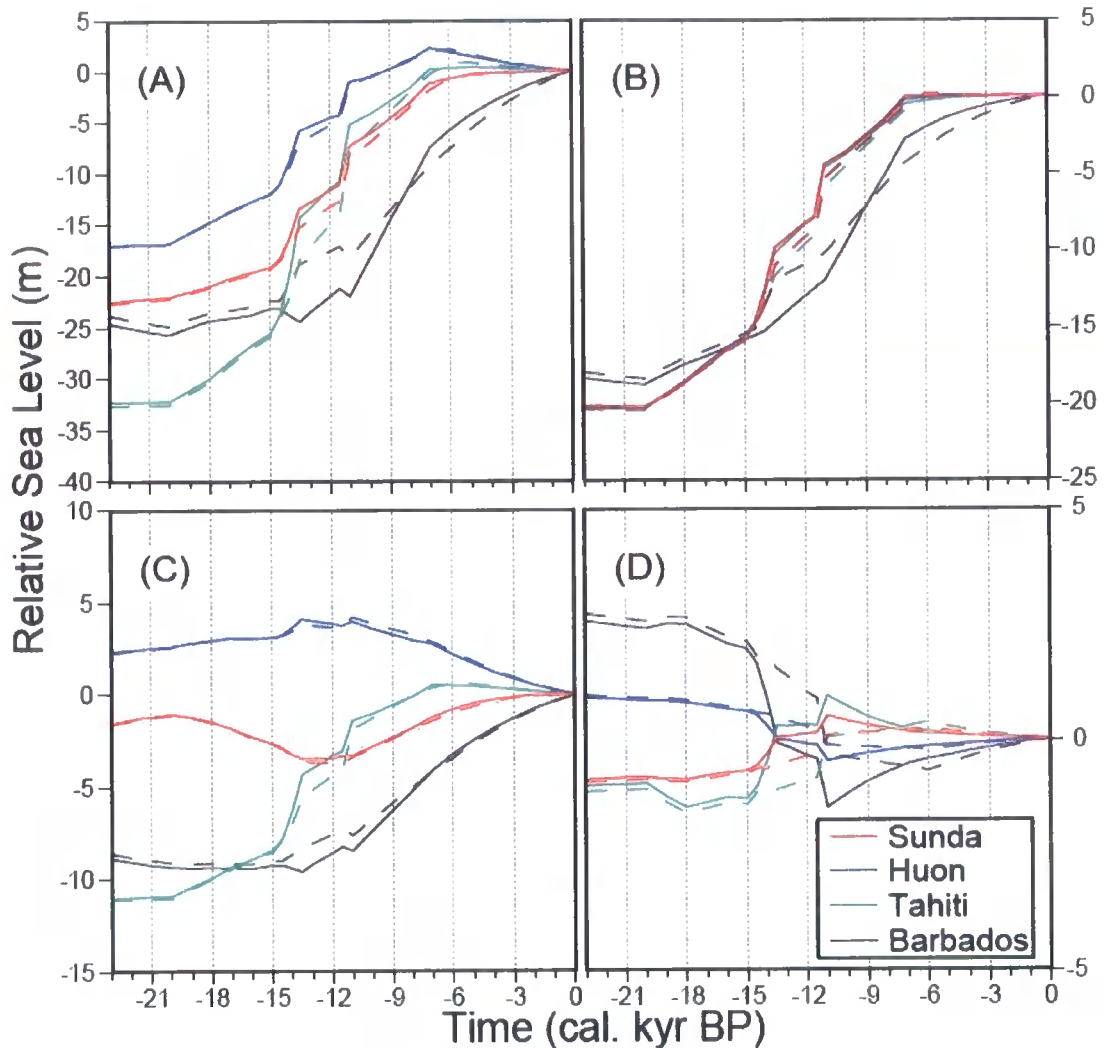 (A)
5
0
-5
-10
-15
-20
-25
-30
-35
-40
(B)
5
0
-5
-10
-15
-20
-25
Relative Sea Level (m)
(C)
10
5
0
-5
-10
-15
-21 -18 -15 -12 -9 -6 -3 0
(D)
5
0
-5
Sunda
Huon
Tahiti
Barbados
-21 -18 -15 -12 -9 -6 -3 0
Time (cal. kyr BP)